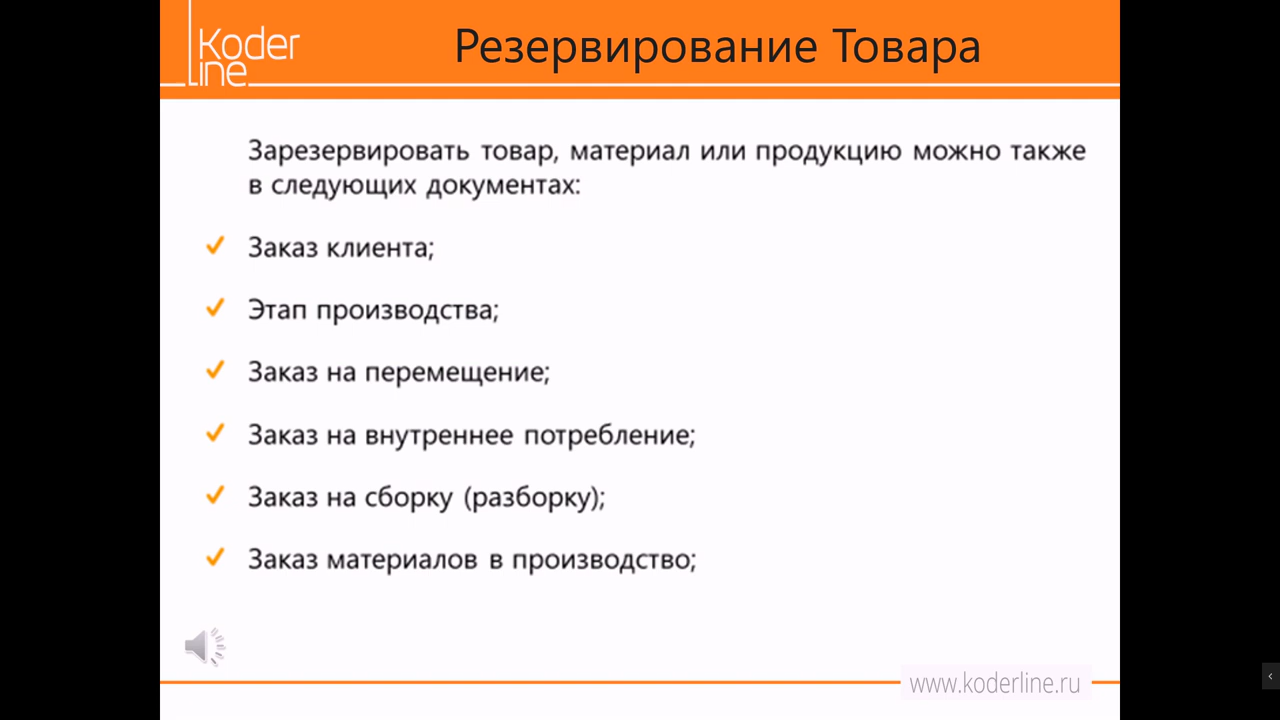 Koder
line
Резервирование Товара
Зарезервировать товар, материал или продукцию можно также
в следующих документах:
Заказ клиента;
Этап производства;
Заказ на перемещение;
Заказ на внутреннее потребление;
Заказ на сборку (разборку);
Заказ материалов в производство;
www.koderline.ru